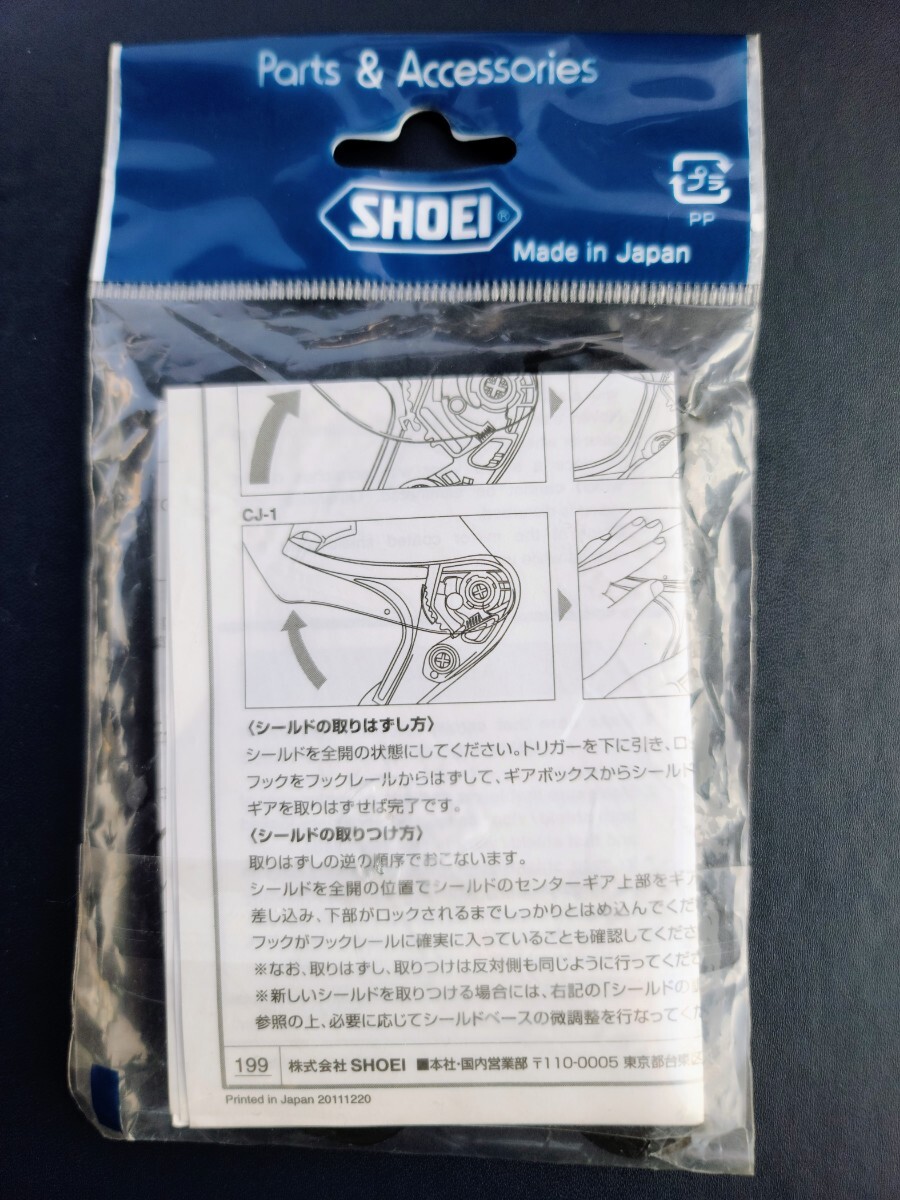 Parts & Accessories
SHOEI®
プラ
PP
Made in Japan
CJ-1
〈シールドの取りはずし方〉
シールドを全開の状態にしてください。トリガーを下に引き、ロッ
フックをフックレールからはずして、ギアボックスからシールド
ギアを取りはずせば完了です。
〈シールドの取りつけ方〉
取りはずしの逆の順序でおこないます。
シールドを全開の位置でシールドのセンターギア上部をギア
差し込み、下部がロックされるまでしっかりとはめ込んでくだ
フックがフックレールに確実に入っていることも確認してくださ
※なお、取りはずし、取りつけは反対側も同じように行ってくださ
※新しいシールドを取りつける場合には、右記の「シールドの
参照の上、必要に応じてシールドベースの微調整を行なってくだ
199 株式会社 SHOEI ■本社・国内営業部 〒110-0005 東京都台東区
Printed in Japan 20111220